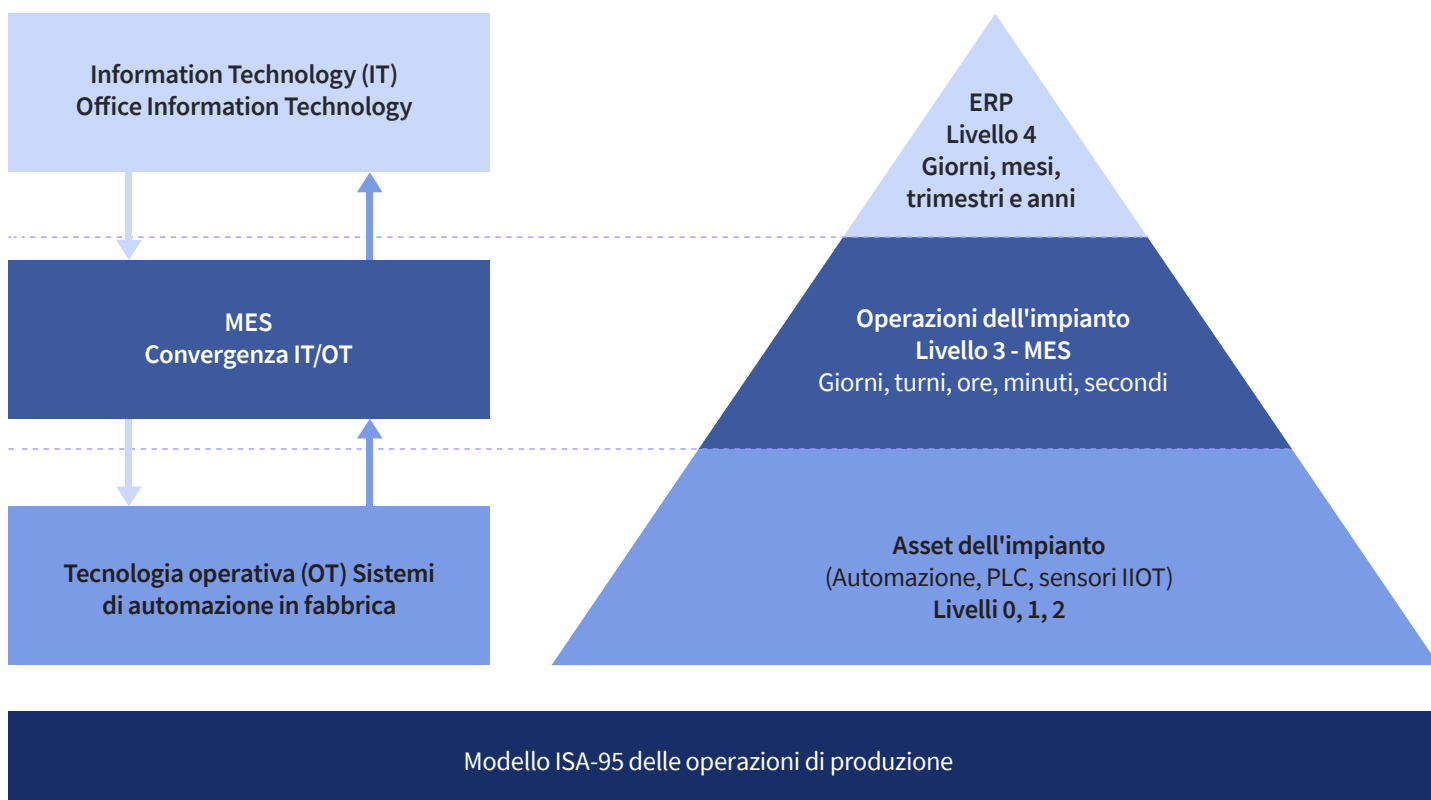 Information Technology (IT)
Office Information Technology
MES
Convergenza IT/OT
Tecnologia operativa (OT) Sistemi
di automazione in fabbrica
ERP
Livello 4
Giorni, mesi,
trimestri e anni
Operazioni dell'impianto
Livello 3 - MES
Giorni, turni, ore, minuti, secondi
Asset dell'impianto
(Automazione, PLC, sensori IIOT)
Livelli 0, 1, 2
Modello ISA-95 delle operazioni di produzione